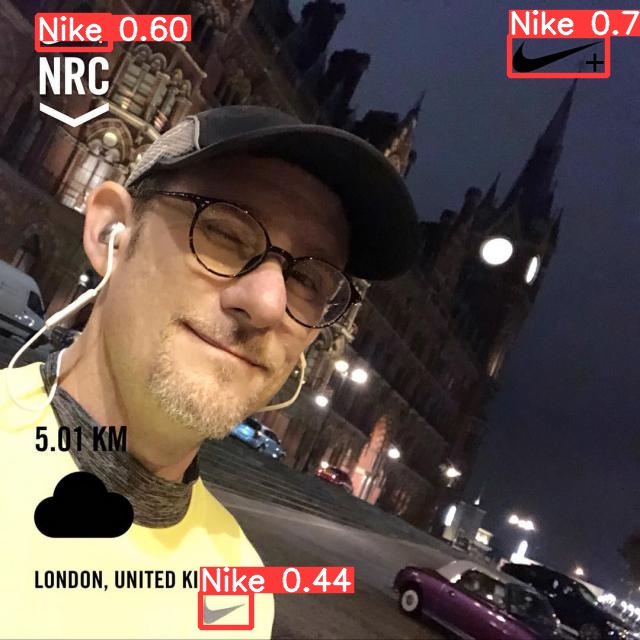 Nike 0.60
Nike 0.7
NRC
+
5.01 KM
LONDON, UNITED KI
Nike 0.44